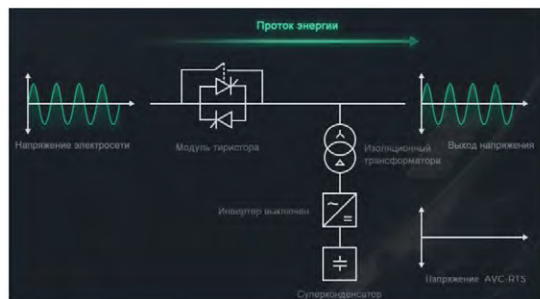 Проток энергии
Напряжение электросети
Модуль тиристора
Изоляционный
трансформатора
Выход напряжения
Инвертер выключен
Напряжение AVC-RTS
Суперконденсатор